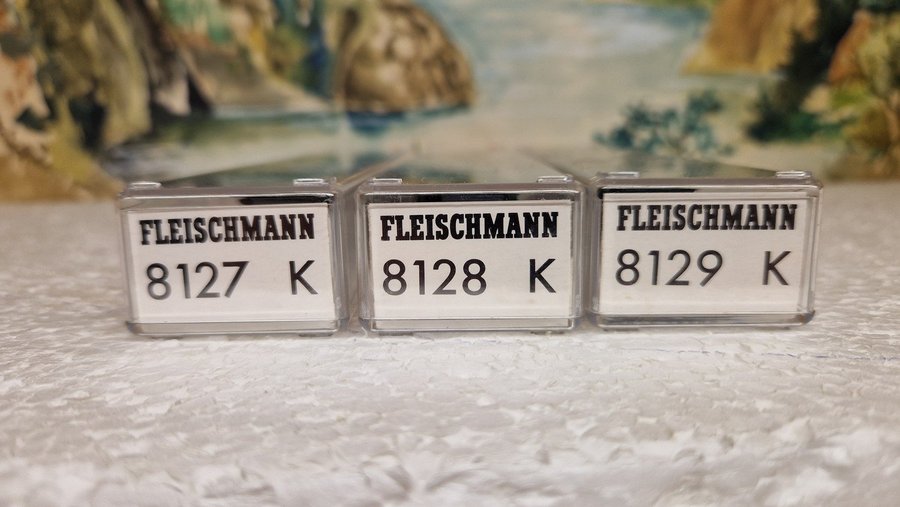 FLEISCHMANN
8127 K
FLEISCHMANN
8128 K
FLEISCHMANN
8129 K